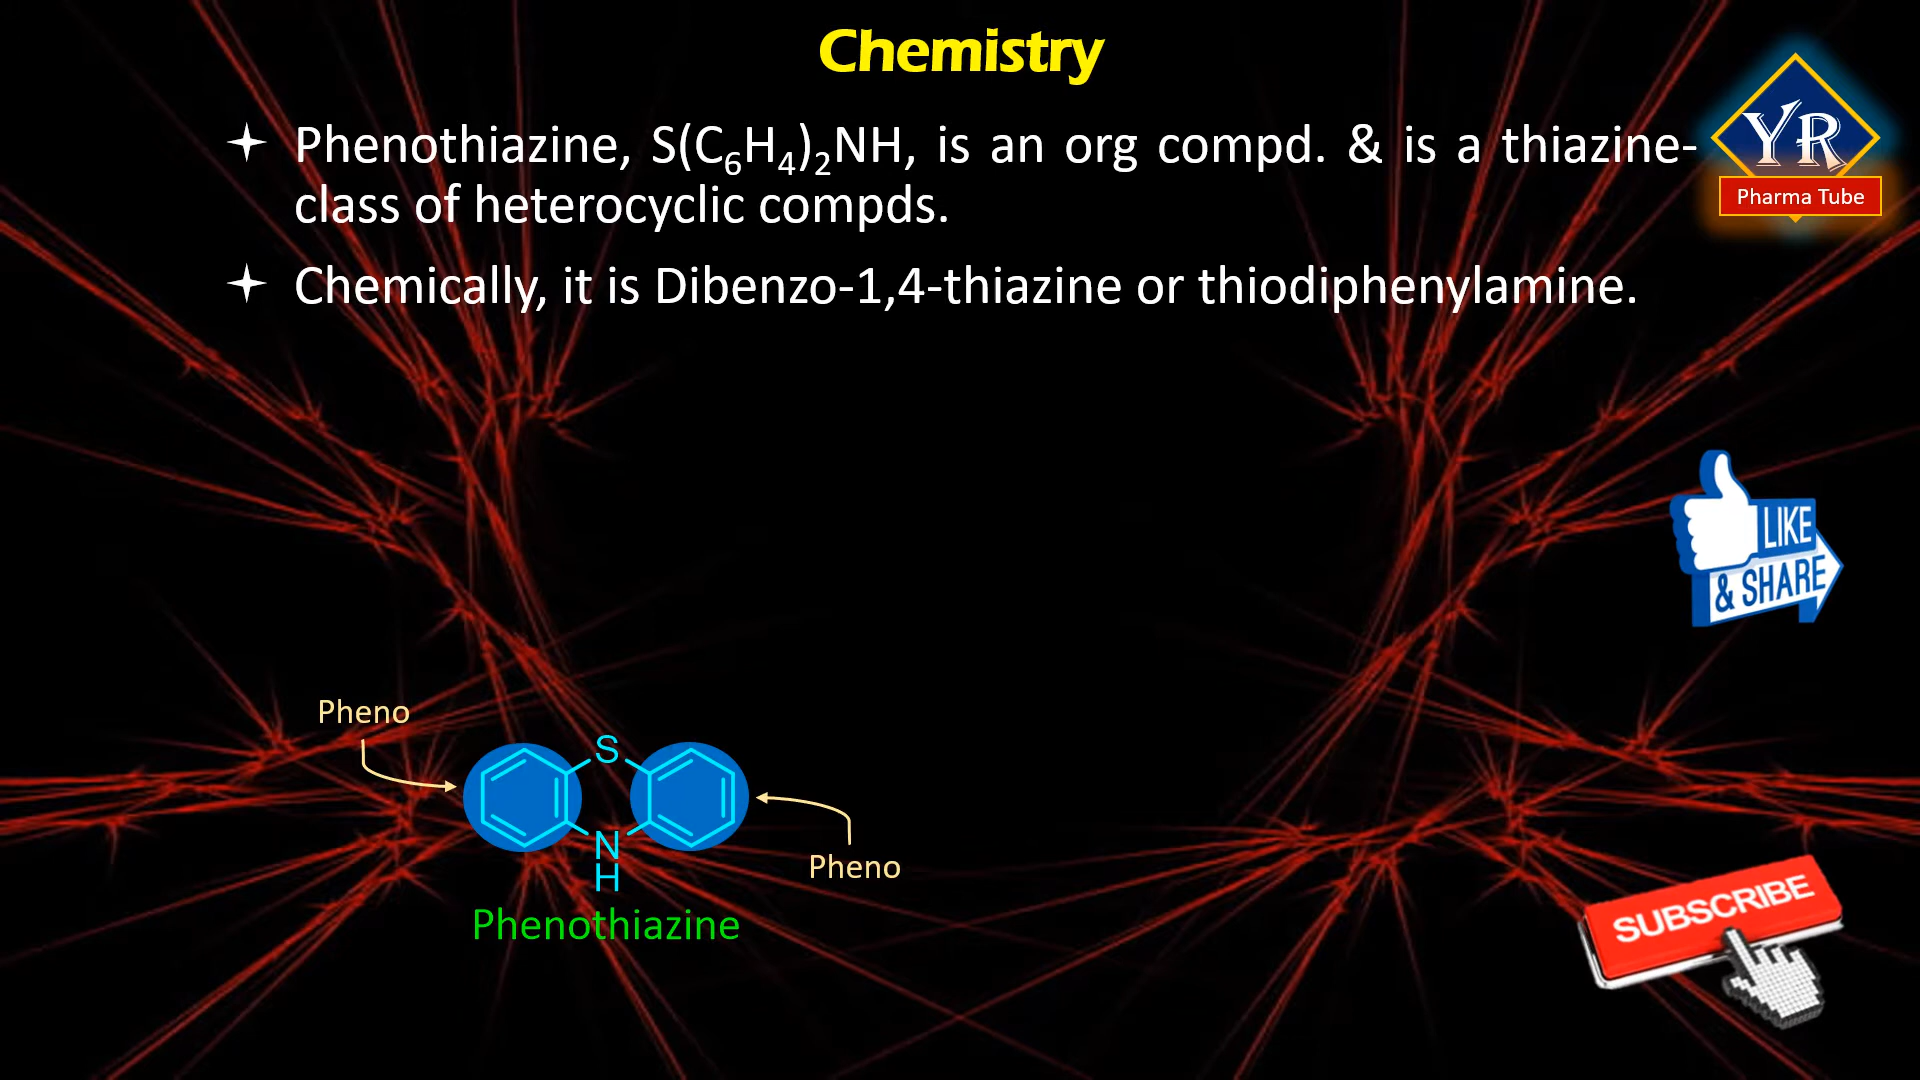 Chemistry
Phenothiazine, S(C₆H₄)₂NH, is an org compd. & is a thiazine-
class of heterocyclic compds.
Chemically, it is Dibenzo-1,4-thiazine or thiodiphenylamine.
YR
Pharma Tube
LIKE
& SHARE
Pheno
S
N
H
Pheno
Phenothiazine
SUBSCRIBE